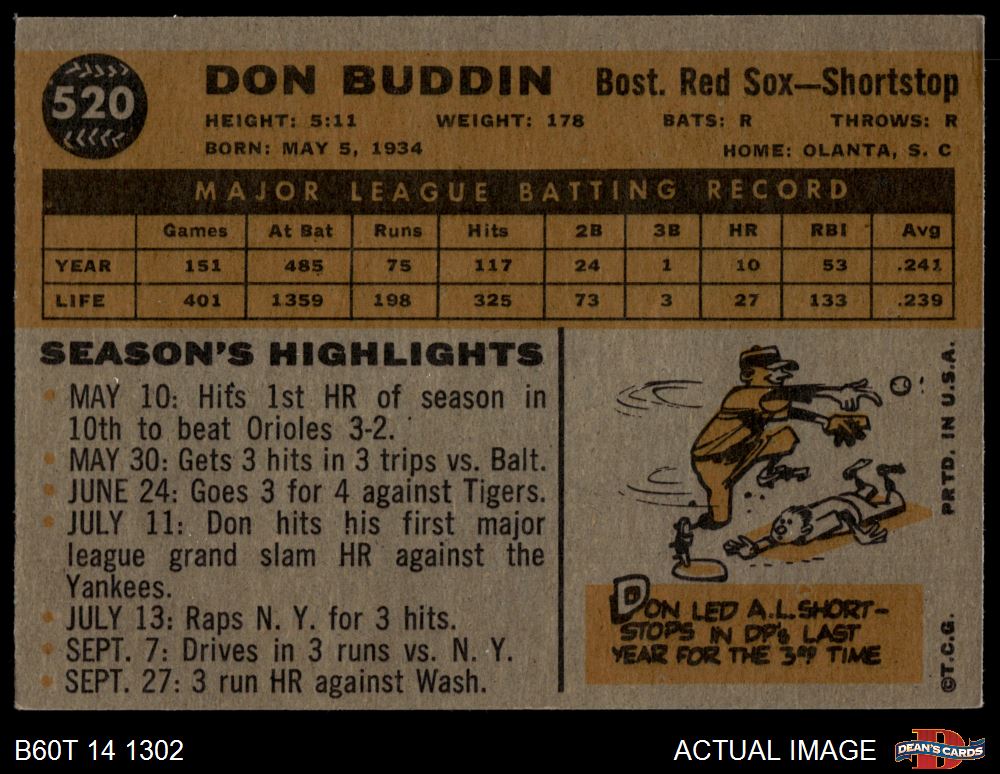 520
DON BUDDIN Bost. Red Sox—Shortstop
HEIGHT: 5:11 WEIGHT: 178 BATS: R THROWS: R
BORN: MAY 5, 1934 HOME: OLANTA, S. C
MAJOR LEAGUE BATTING RECORD
Games At Bat Runs Hits 2B 3B HR RBI Avg
YEAR 151 485 75 117 24 1 10 53 .241
LIFE 401 1359 198 325 73 3 27 133 .239
SEASON'S HIGHLIGHTS
MAY 10: Hits 1st HR of season in
10th to beat Orioles 3-2.
MAY 30: Gets 3 hits in 3 trips vs. Balt.
JUNE 24: Goes 3 for 4 against Tigers.
JULY 11: Don hits his first major
league grand slam HR against the
Yankees.
JULY 13: Raps N. Y. for 3 hits.
SEPT. 7: Drives in 3 runs vs. N. Y.
SEPT. 27: 3 run HR against Wash.
DON LED A.L. SHORT-
STOPS IN DP's LAST
YEAR FOR THE 3RD TIME
©T.C.G. PRTD. IN U.S.A.
B60T 14 1302 ACTUAL IMAGE DEAN'S CARDS